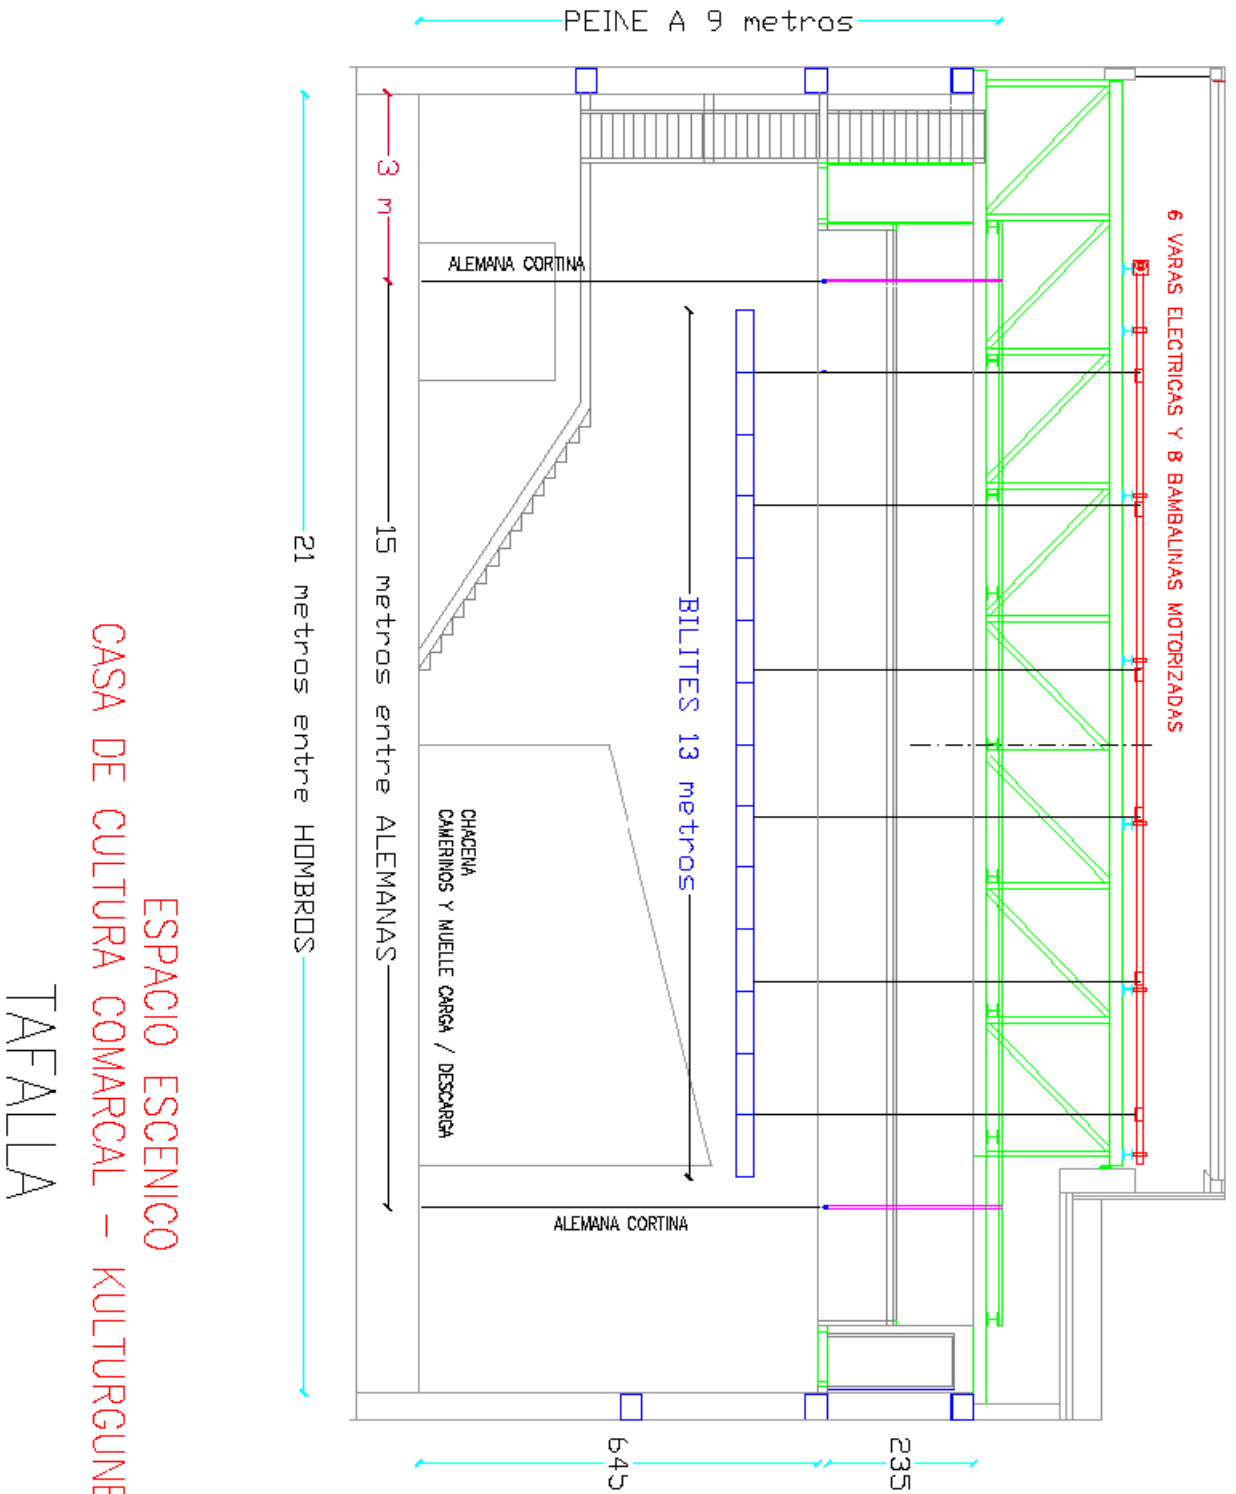 PEINE A 9 metros
6 VARAS ELECTRICAS Y 8 BAMBALINAS MOTORIZADAS
3 m
ALEMANA CORTINA
BILITES 13 metros
15 metros entre ALEMANAS
21 metros entre HOMBROS
CHACENA
CAMERINOS Y MUELLE CARGA / DESCARGA
ALEMANA CORTINA
645
235
ESPACIO ESCENICO
CASA DE CULTURA COMARCAL - KULTURGUNE
TAFALLA